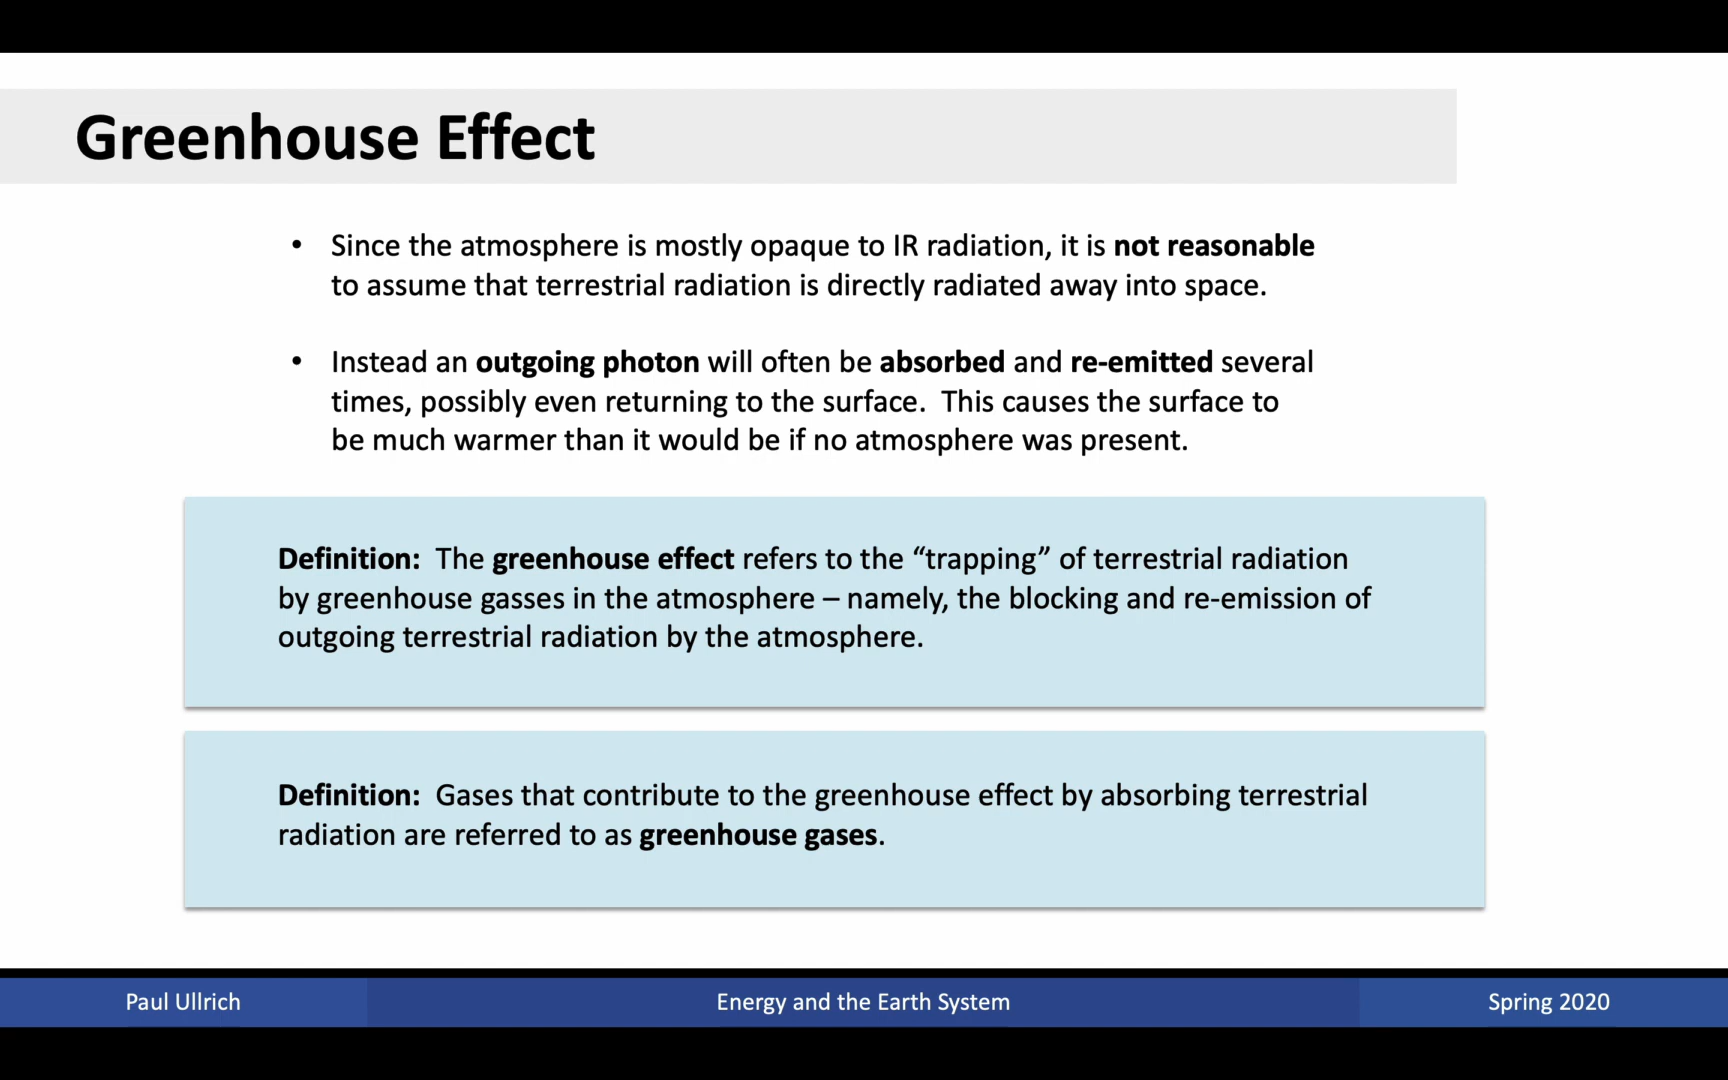 Greenhouse Effect
• Since the atmosphere is mostly opaque to IR radiation, it is not reasonable
to assume that terrestrial radiation is directly radiated away into space.
• Instead an outgoing photon will often be absorbed and re-emitted several
times, possibly even returning to the surface.  This causes the surface to
be much warmer than it would be if no atmosphere was present.
Definition:  The greenhouse effect refers to the “trapping” of terrestrial radiation
by greenhouse gasses in the atmosphere – namely, the blocking and re-emission of
outgoing terrestrial radiation by the atmosphere.
Definition:  Gases that contribute to the greenhouse effect by absorbing terrestrial
radiation are referred to as greenhouse gases.
Paul Ullrich
Energy and the Earth System
Spring 2020